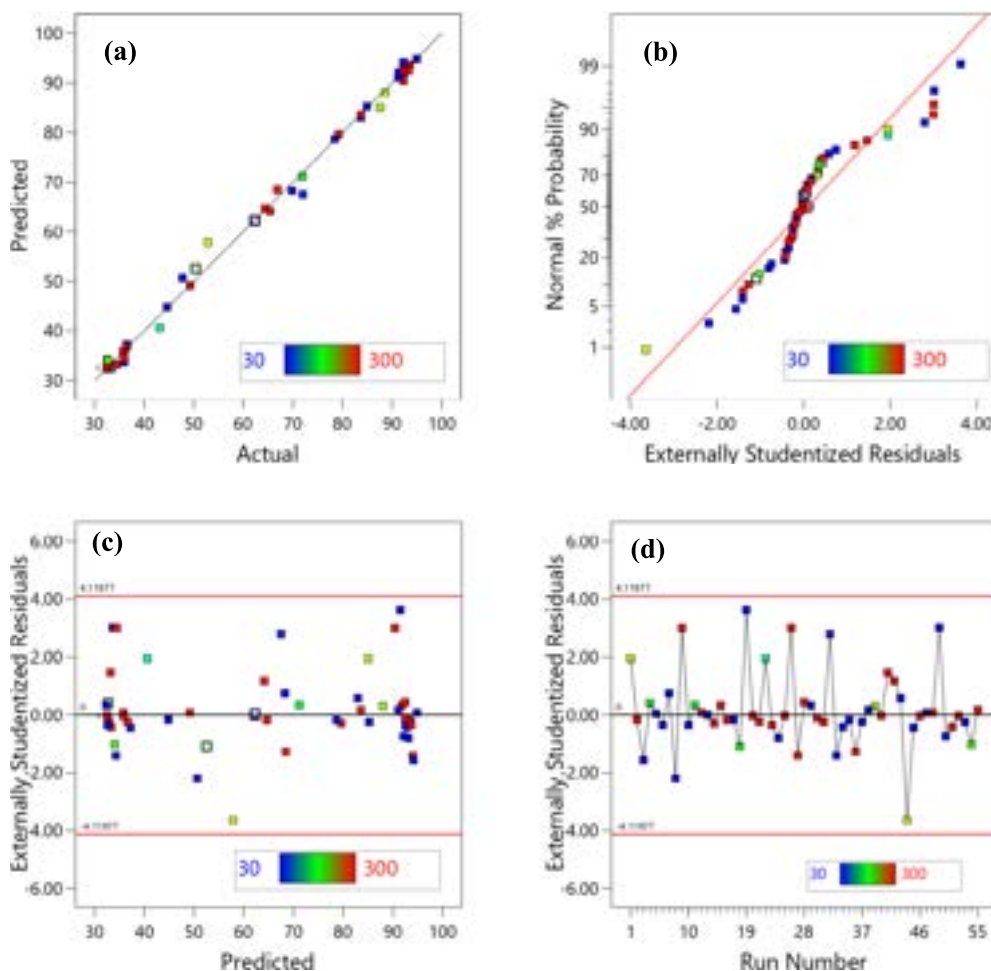 (a)
100
90
80
70
60
50
40
30
Predicted
30 40 50 60 70 80 90 100
Actual
30 300
(b)
99
90
70
50
20
5
1
Normal % Probability
-4.00 -2.00 0.00 2.00 4.00
Externally Studentized Residuals
30 300
(c)
6.00
4.00
2.00
0.00
-2.00
-4.00
-6.00
Externally Studentized Residuals
30 40 50 60 70 80 90 100
Predicted
30 300
(d)
6.00
4.00
2.00
0.00
-2.00
-4.00
-6.00
Externally Studentized Residuals
1 10 19 28 37 46 55
Run Number
30 300